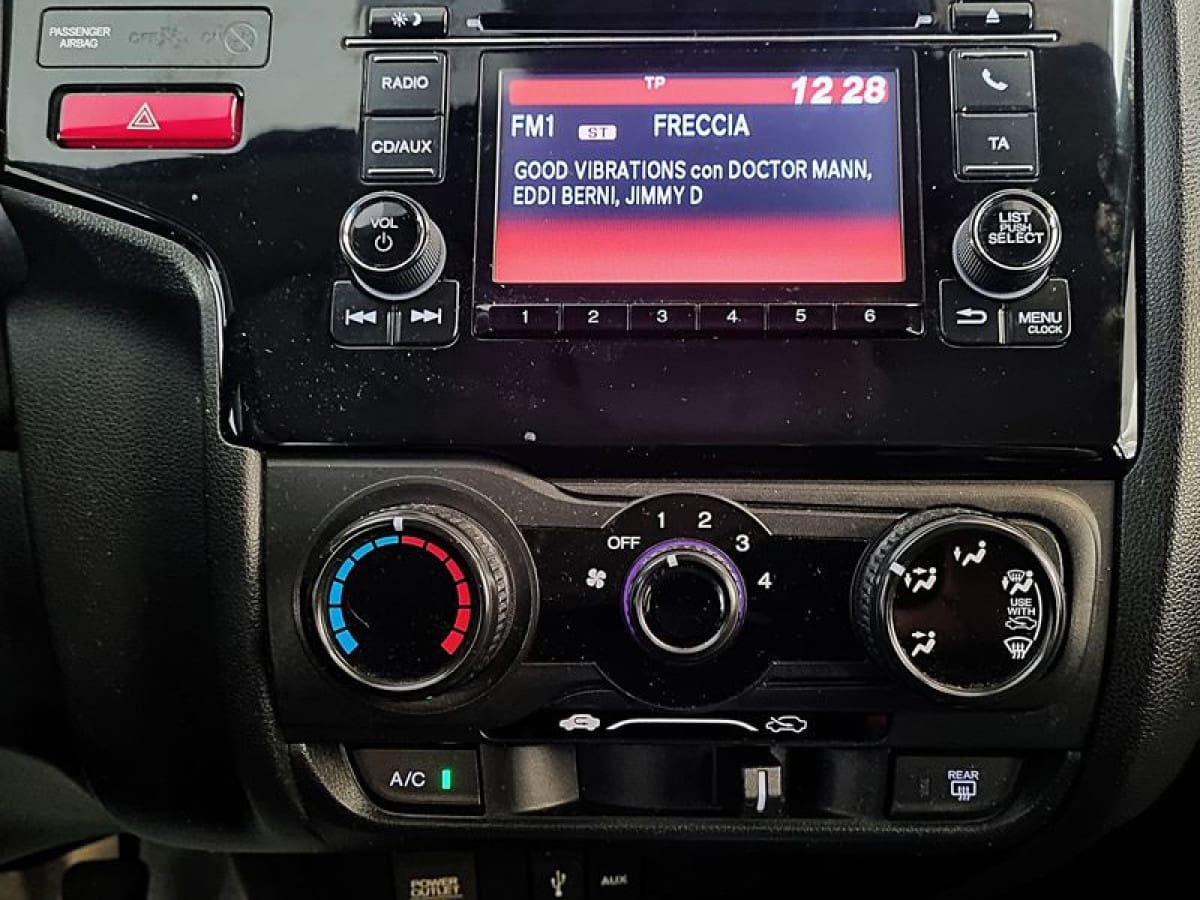 PASSENGER
AIRBAG
OFF
RADIO
CD/AUX
TP
12 28
FM1 ST FRECCIA
GOOD VIBRATIONS con DOCTOR MANN,
EDDI BERNI, JIMMY D
TA
VOL
LIST
PUSH
SELECT
1 2 3 4 5 6
MENU
CLOCK
OFF 1 2 3 4
USE
WITH
A/C
REAR
POWER
OUTLET
AUX